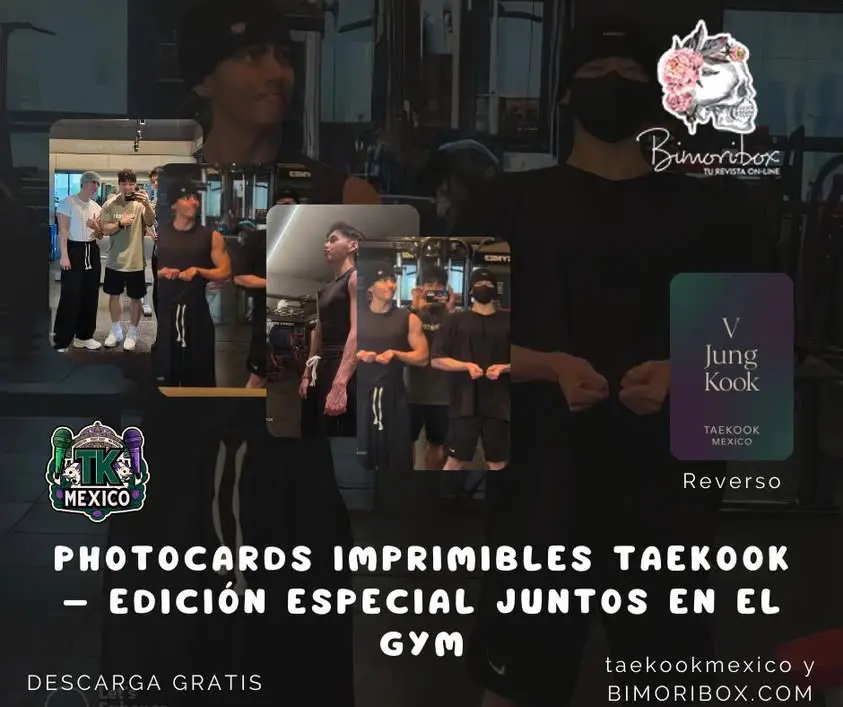 Bimoribox
TU REVISTA ON-LINE
V
Jung
Kook
TAEKOOK
MEXICO
Reverso
TK
MEXICO
PHOTOCARDS IMPRIMIBLES TAEKOOK
– EDICIÓN ESPECIAL JUNTOS EN EL
GYM
DESCARGA GRATIS
taekookmexico y
BIMORIBOX.COM